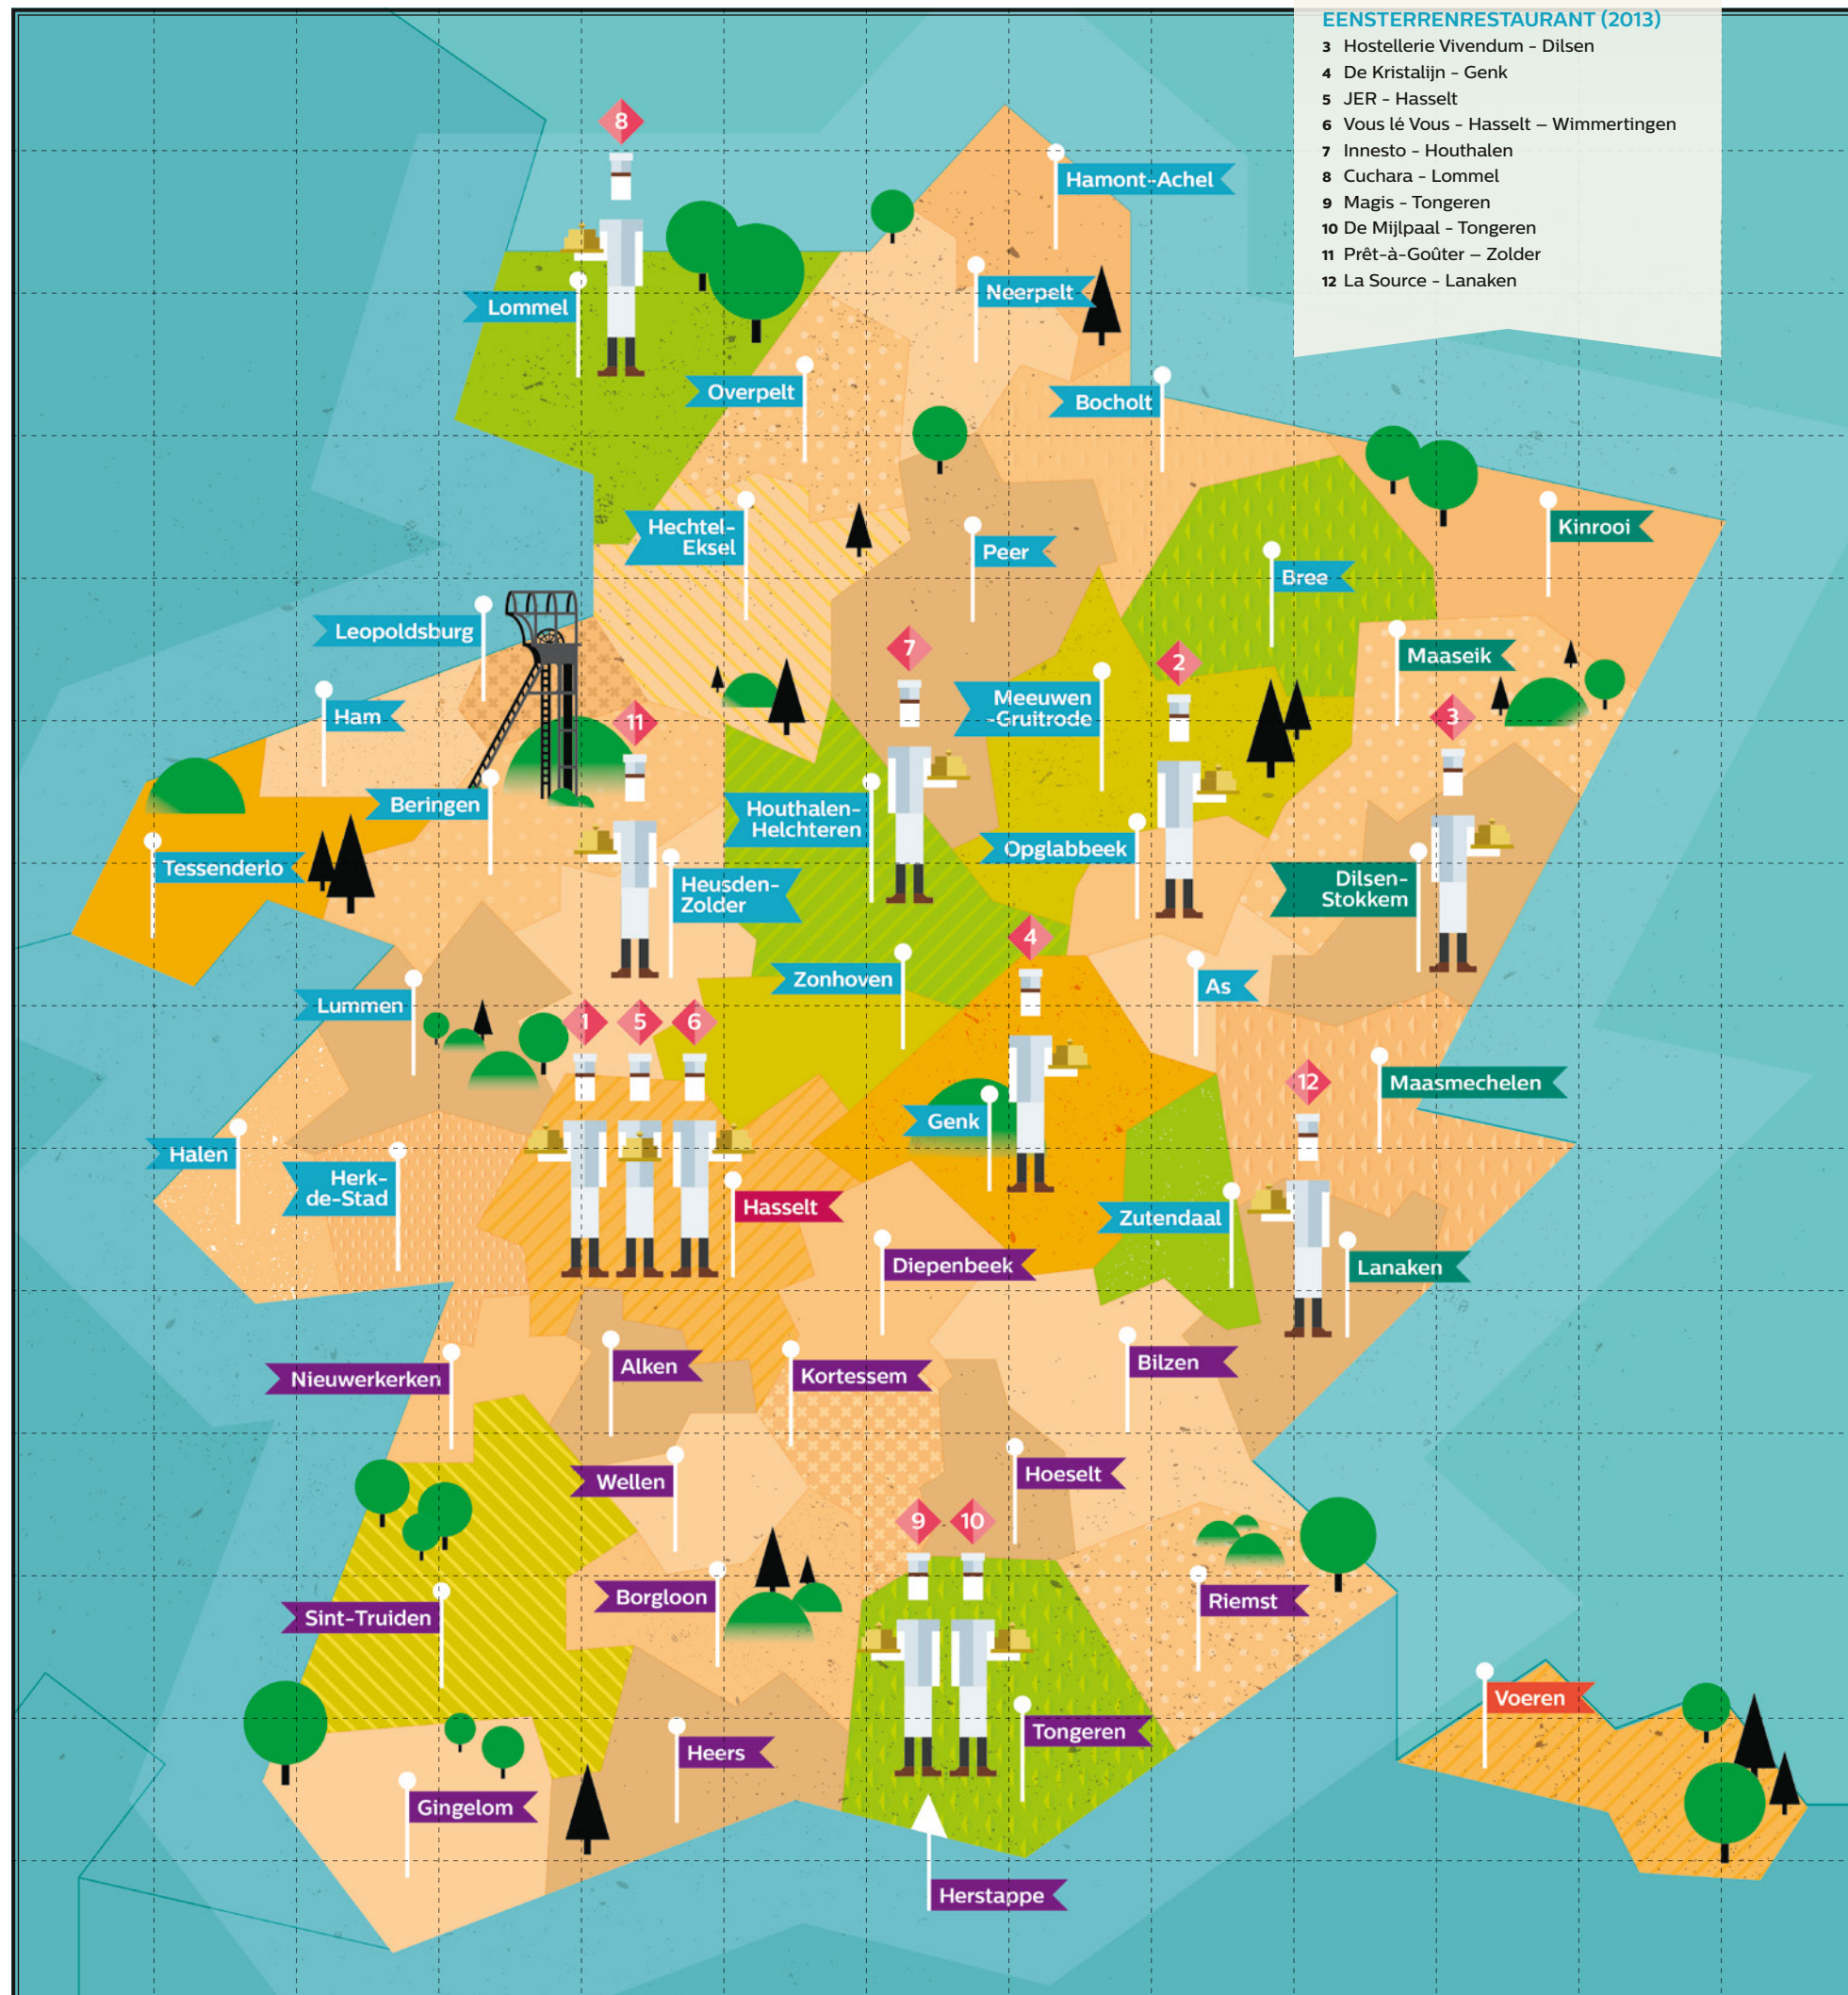 EENSTERRENRESTAURANT (2013)
3 Hostellerie Vivendum - Dilsen
4 De Kristalijn - Genk
5 JER - Hasselt
6 Vous lé Vous - Hasselt – Wimmertingen
7 Innesto - Houthalen
8 Cuchara - Lommel
9 Magis - Tongeren
10 De Mijlpaal - Tongeren
11 Prêt-à-Goûter – Zolder
12 La Source - Lanaken
8
Hamont-Achel
Neerpelt
Lommel
Overpelt
Bocholt
Hechtel-
Eksel
Peer
Kinrooi
Bree
Leopoldsburg
7
2
Maaseik
Meeuwen
-Gruitrode
Ham
11
3
Beringen
Houthalen-
Helchteren
Opglabbeek
Tessenderlo
Heusden-
Zolder
Dilsen-
Stokkem
4
Zonhoven
As
Lummen
1
5
6
12
Maasmechelen
Genk
Halen
Herk-
de-Stad
Hasselt
Zutendaal
Diepenbeek
Lanaken
Nieuwerkerken
Alken
Kortessem
Bilzen
Wellen
Hoeselt
9
10
Borgloon
Riemst
Sint-Truiden
Voeren
Heers
Tongeren
Gingelom
Herstappe